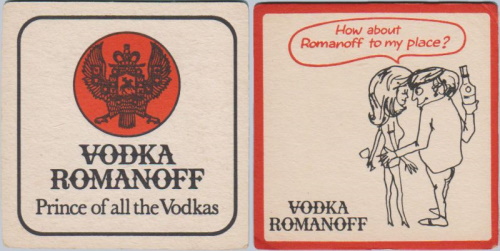 VODKA
ROMANOFF
Prince of all the Vodkas
How about
Romanoff to my place?
VODKA
ROMANOFF